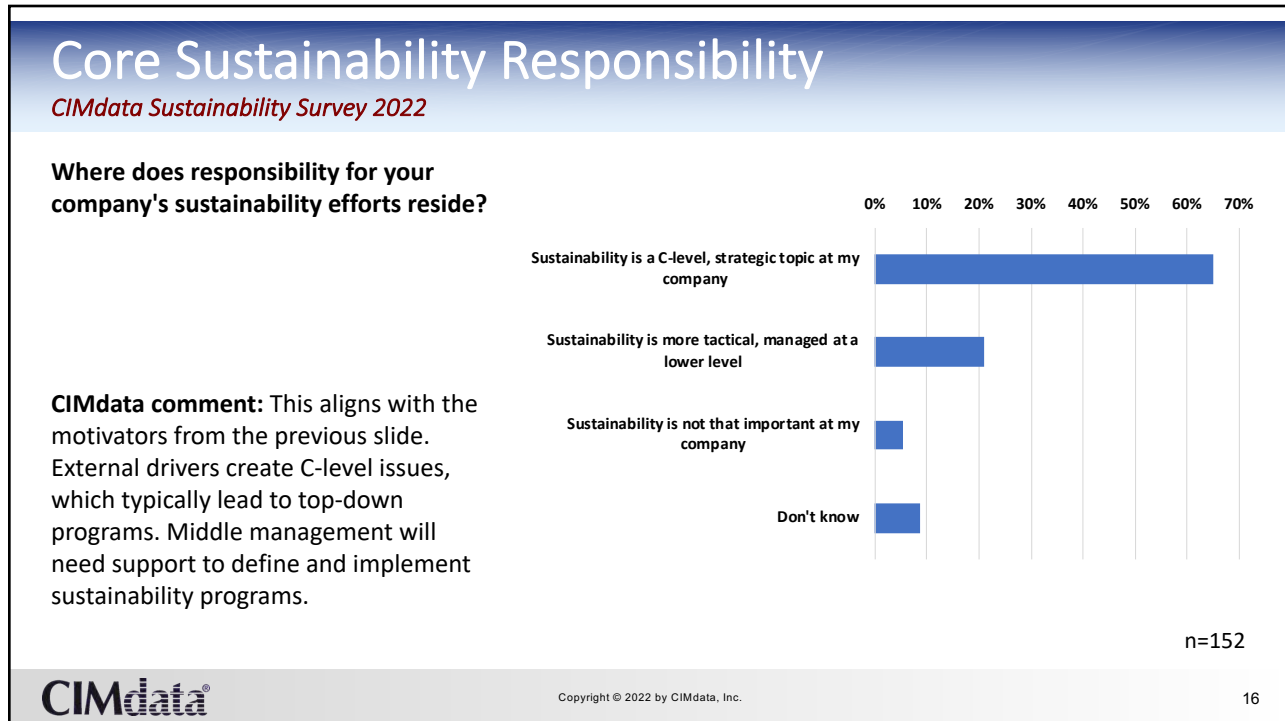 Core Sustainability Responsibility
CIMdata Sustainability Survey 2022
Where does responsibility for your
company's sustainability efforts reside?
CIMdata comment: This aligns with the
motivators from the previous slide.
External drivers create C-level issues,
which typically lead to top-down
programs. Middle management will
need support to define and implement
sustainability programs.
0% 10% 20% 30% 40% 50% 60% 70%
Sustainability is a C-level, strategic topic at my
company
Sustainability is more tactical, managed at a
lower level
Sustainability is not that important at my
company
Don't know
n=152
CIMdata®
Copyright © 2022 by CIMdata, Inc.
16